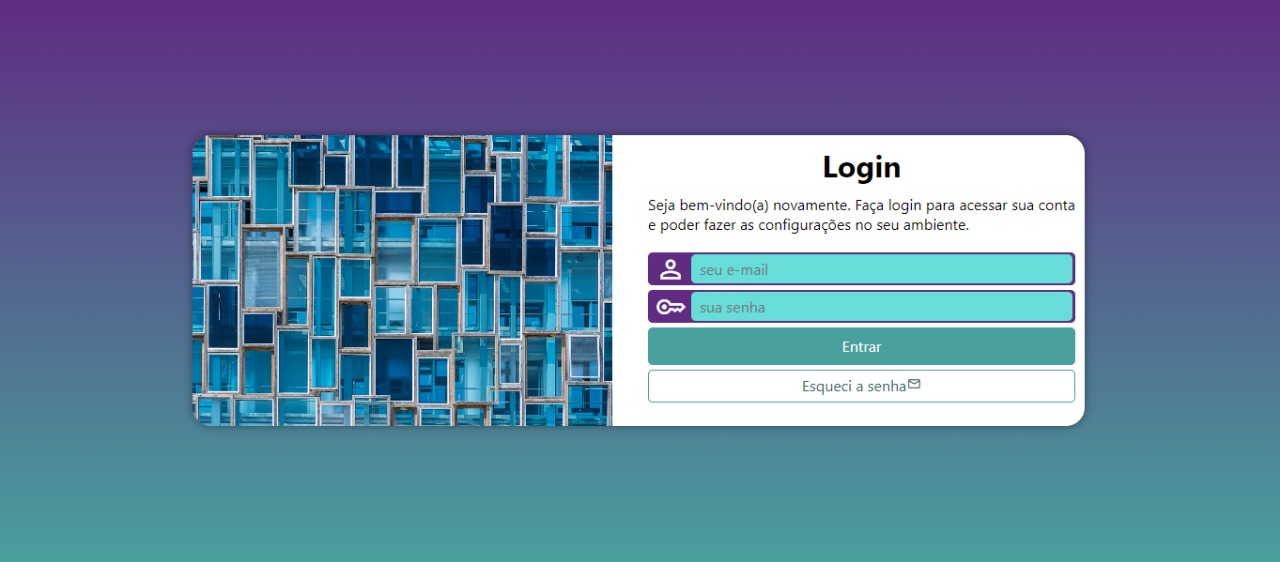 Login
Seja bem-vindo(a) novamente. Faça login para acessar sua conta
e poder fazer as configurações no seu ambiente.
seu e-mail
sua senha
Entrar
Esqueci a senha